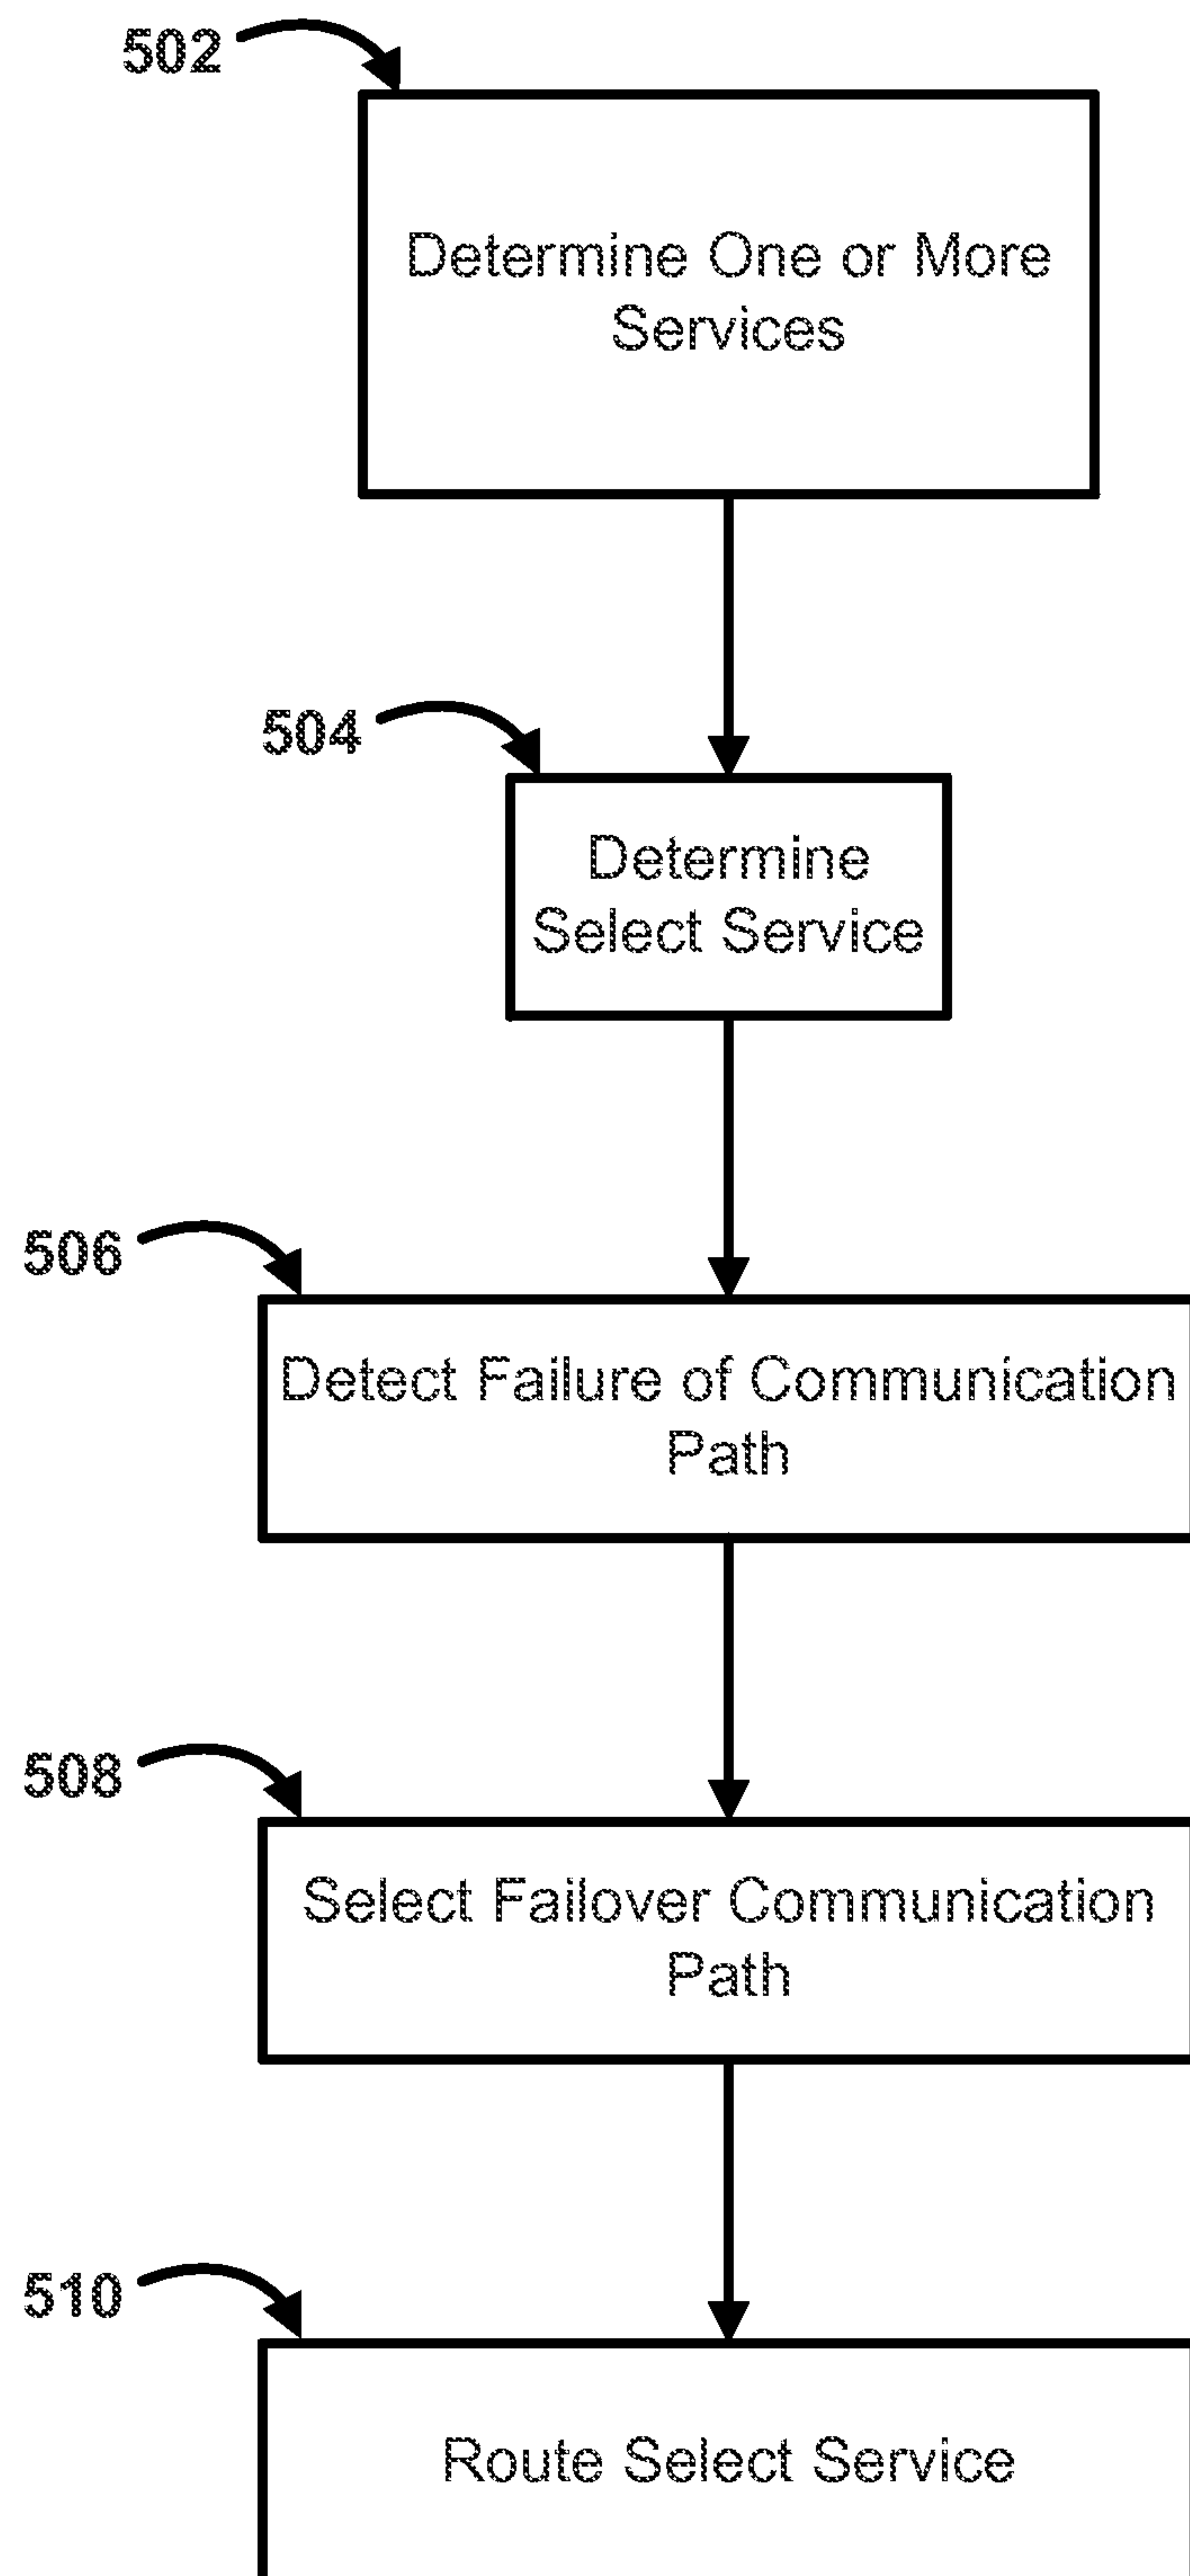 502
Determine One or More
Services
504
Determine
Select Service
506
Detect Failure of Communication
Path
508
Select Failover Communication
Path
510
Route Select Service